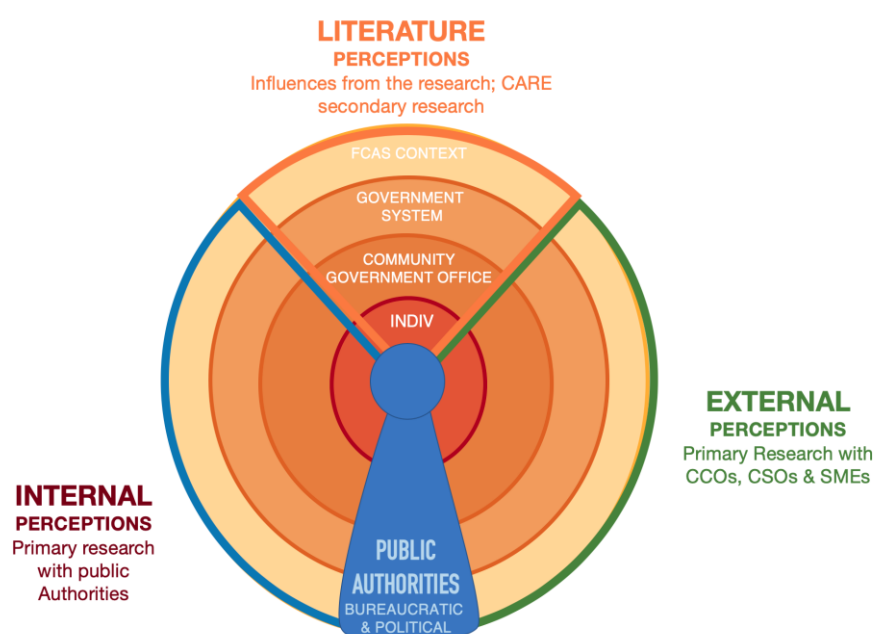 LITERATURE
PERCEPTIONS
Influences from the research; CARE
secondary research
FCAS CONTEXT
GOVERNMENT
SYSTEM
COMMUNITY
GOVERNMENT OFFICE
INDIV
EXTERNAL
PERCEPTIONS
Primary Research with
CCOs, CSOs & SMEs
INTERNAL
PERCEPTIONS
Primary research
with public
Authorities
PUBLIC
AUTHORITIES
BUREAUCRATIC
& POLITICAL